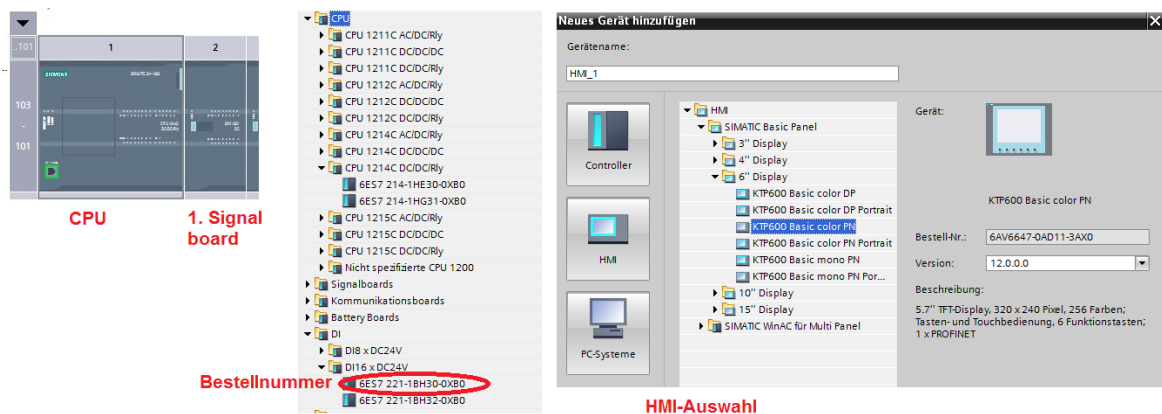 ..101
1
2
SIEMENS
SIMATIC S7-1200
103
-
101
CPU
1. Signal
board
CPU
CPU 1211C AC/DC/Rly
CPU 1211C DC/DC/DC
CPU 1211C DC/DC/Rly
CPU 1212C AC/DC/Rly
CPU 1212C DC/DC/DC
CPU 1212C DC/DC/Rly
CPU 1214C AC/DC/Rly
CPU 1214C DC/DC/DC
CPU 1214C DC/DC/Rly
6ES7 214-1HE30-0XB0
6ES7 214-1HG31-0XB0
CPU 1215C AC/DC/Rly
CPU 1215C DC/DC/DC
CPU 1215C DC/DC/Rly
Nicht spezifizierte CPU 1200
Signalboards
Kommunikationsboards
Battery Boards
DI
DI8 x DC24V
DI16 x DC24V
Bestellnummer
6ES7 221-1BH30-0XB0
6ES7 221-1BH32-0XB0
Neues Gerät hinzufügen
Gerätename:
HMI_1
Controller
HMI
PC-Systeme
HMI
SIMATIC Basic Panel
3'' Display
4'' Display
6'' Display
KTP600 Basic color DP
KTP600 Basic color DP Portrait
KTP600 Basic color PN
KTP600 Basic color PN Portrait
KTP600 Basic mono PN
KTP600 Basic mono PN Por...
10'' Display
15'' Display
SIMATIC WinAC für Multi Panel
Gerät:
KTP600 Basic color PN
Bestell-Nr.: 6AV6647-0AD11-3AX0
Version: 12.0.0.0
Beschreibung:
5.7'' TFT-Display, 320 x 240 Pixel, 256 Farben;
Tasten- und Touchbedienung, 6 Funktionstasten;
1 x PROFINET
HMI-Auswahl